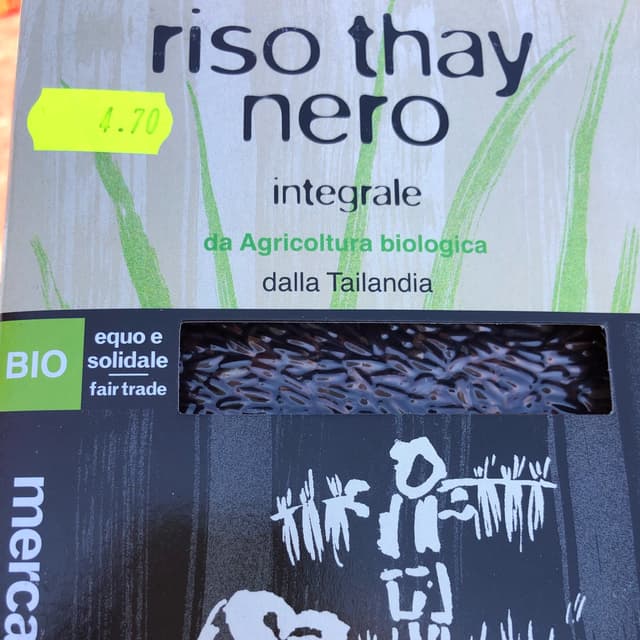 riso thay
nero
4.70
integrale
da Agricoltura biologica
dalla Tailandia
BIO
equo e
solidale
fair trade
merca